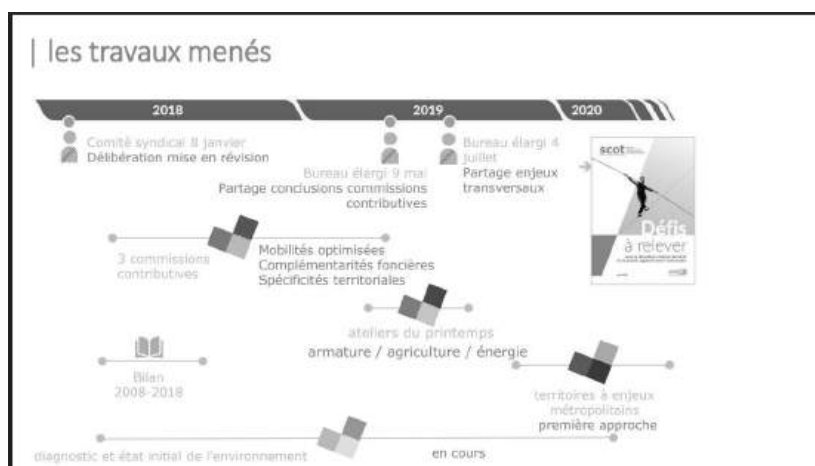 | les travaux menés
2018
2019
2020
Comité syndical 8 janvier
Délibération mise en révision
Bureau élargi 9 mai
Partage conclusions commissions
contributives
Bureau élargi 4
juillet
Partage enjeux
transversaux
scot
Défis
à relever
3 commissions
contributives
Mobilités optimisées
Complémentarités foncières
Spécificités territoriales
ateliers du printemps
armature / agriculture / énergie
Bilan
2008-2018
territoires à enjeux
métropolitains
première approche
diagnostic et état initial de l'environnement
en cours